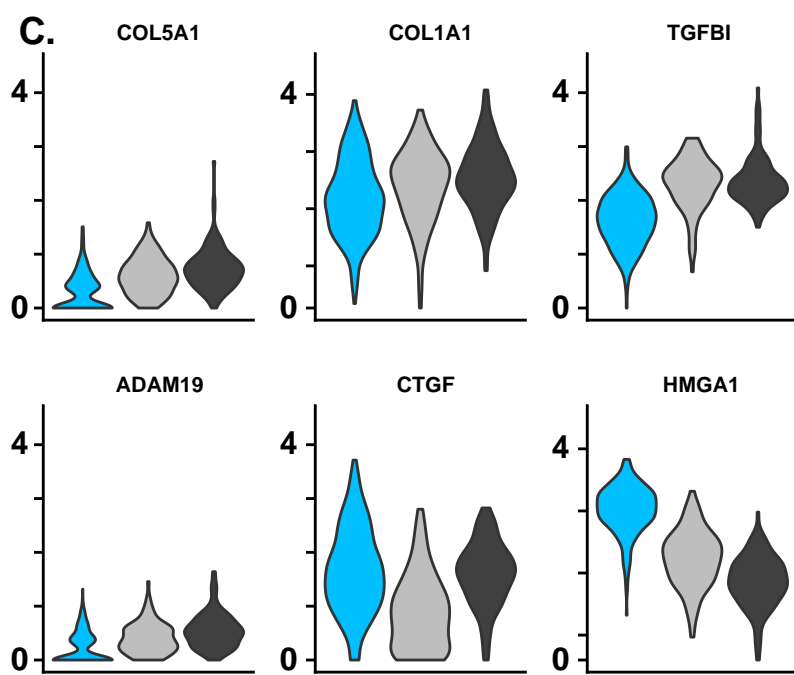 C.
COL5A1 COL1A1 TGFBI
4 4 4
0 0 0
ADAM19 CTGF HMGA1
4 4 4
0 0 0